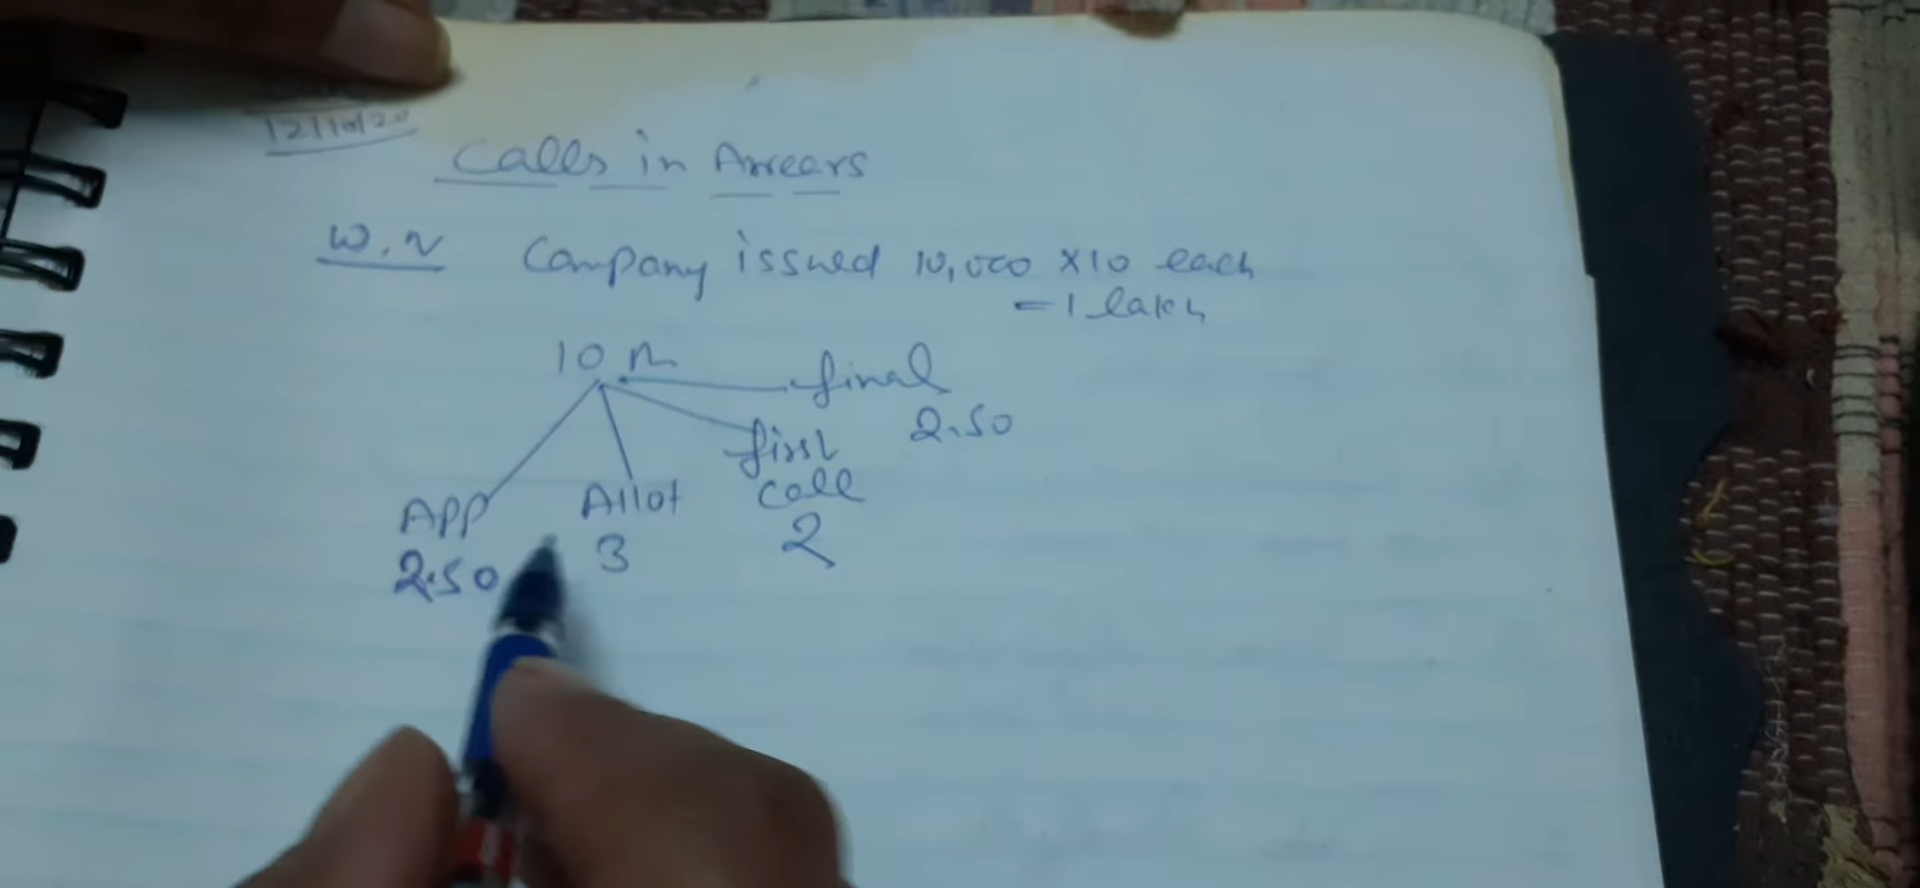 12/10/20
Calls in Arrears
W.N Company issued 10,000 x10 each
=1 lakh
10
final
2.50
first
call
2
Allot
3
APP
2.50